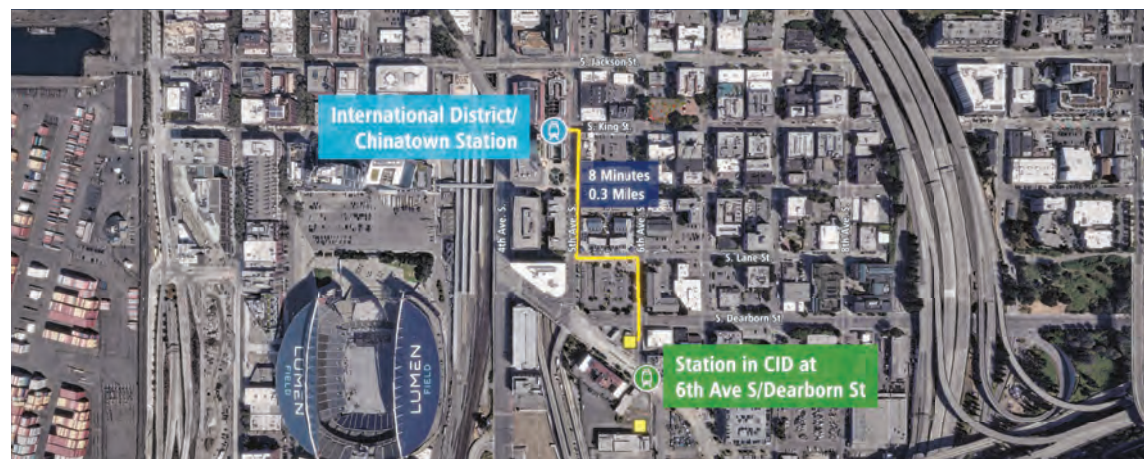 S. Jackson St.
International District/
Chinatown Station
S. King St.
8 Minutes
0.3 Miles
4th Ave. S.
5th Ave. S.
6th Ave. S.
8th Ave. S.
S. Lane St.
S. Dearborn St.
LUMEN
FIELD
LUMEN
FIELD
Station in CID at
6th Ave S/Dearborn St